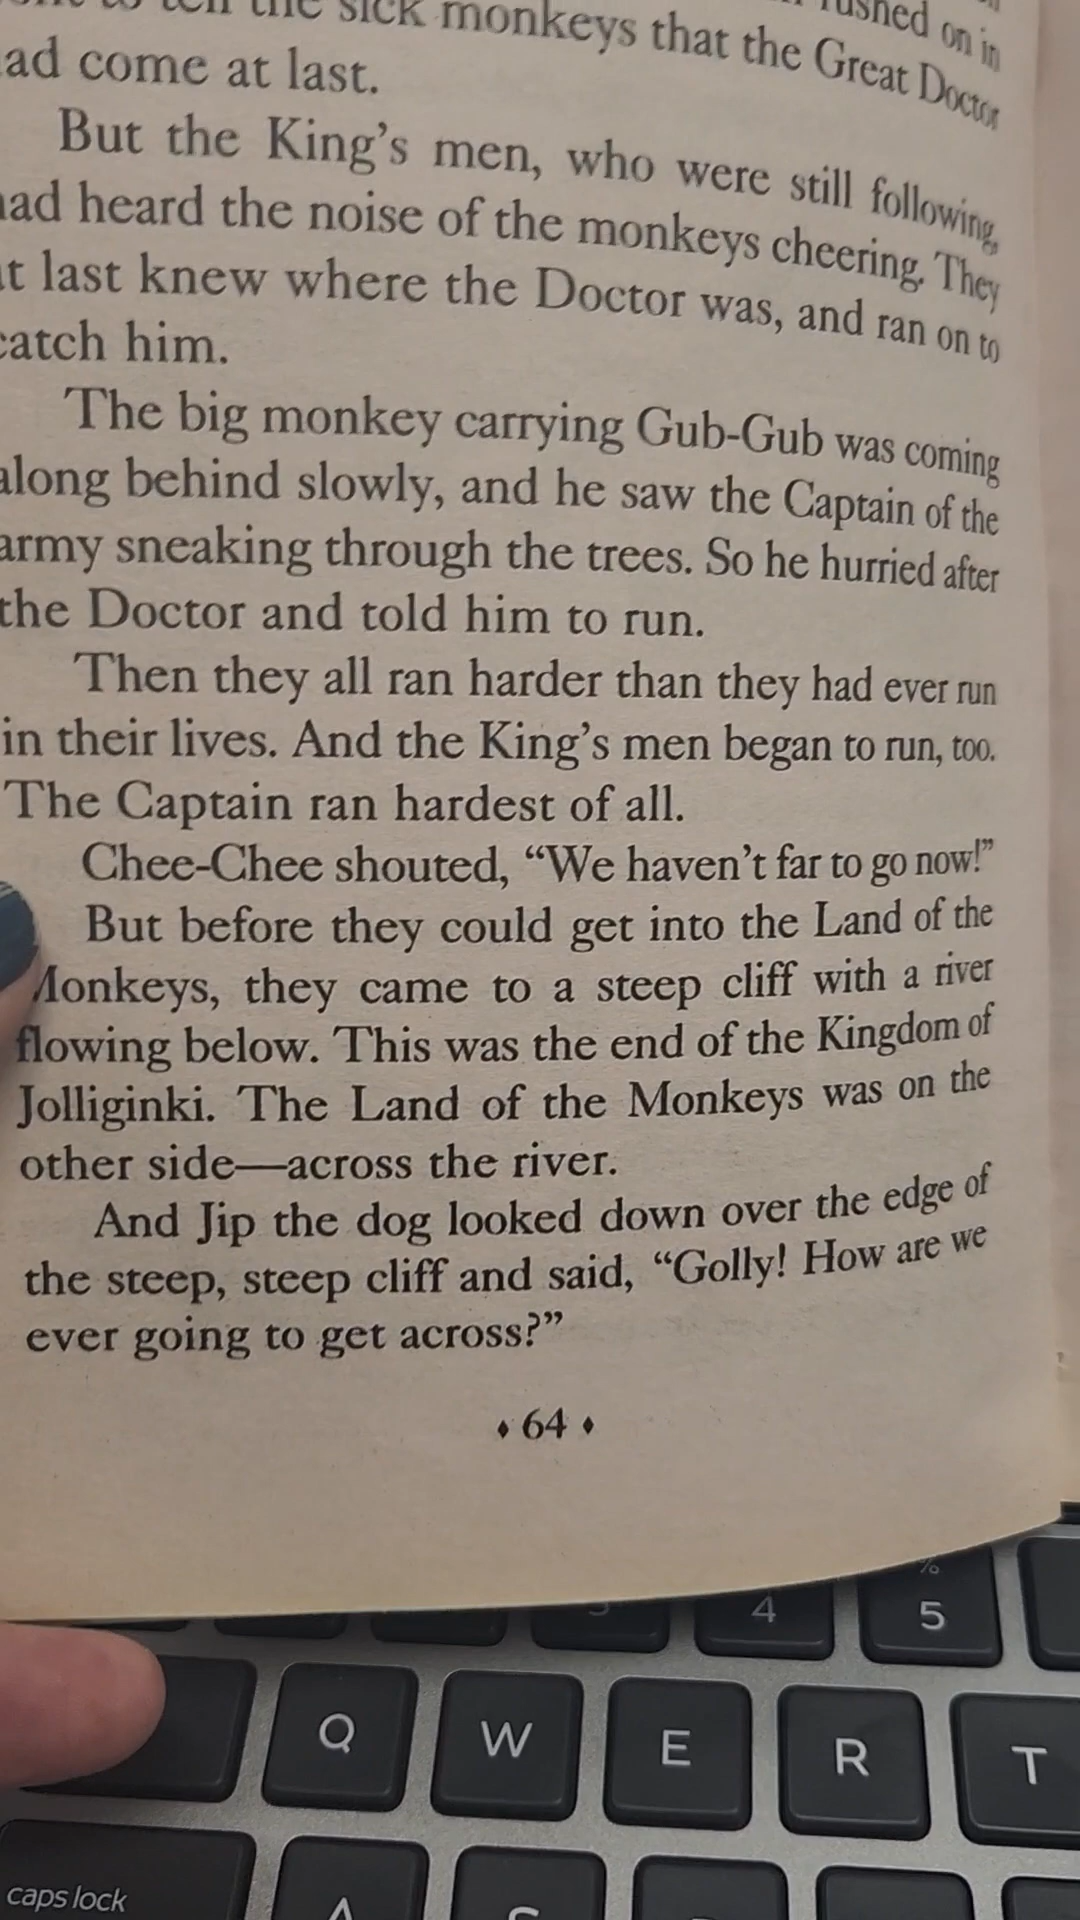 to tell the sick monkeys that the Great Doctor
rushed on in
ad come at last.
But the King's men, who were still following,
ad heard the noise of the monkeys cheering. They
t last knew where the Doctor was, and ran on to
catch him.
The big monkey carrying Gub-Gub was coming
along behind slowly, and he saw the Captain of the
army sneaking through the trees. So he hurried after
the Doctor and told him to run.
Then they all ran harder than they had ever run
in their lives. And the King's men began to run, too.
The Captain ran hardest of all.
Chee-Chee shouted, “We haven't far to go now!”
But before they could get into the Land of the
Monkeys, they came to a steep cliff with a river
flowing below. This was the end of the Kingdom of
Jolliginki. The Land of the Monkeys was on the
other side—across the river.
And Jip the dog looked down over the edge of
the steep, steep cliff and said, “Golly! How are we
ever going to get across?”
♦ 64 ♦
%
4 5
Q W E R T
caps lock
A